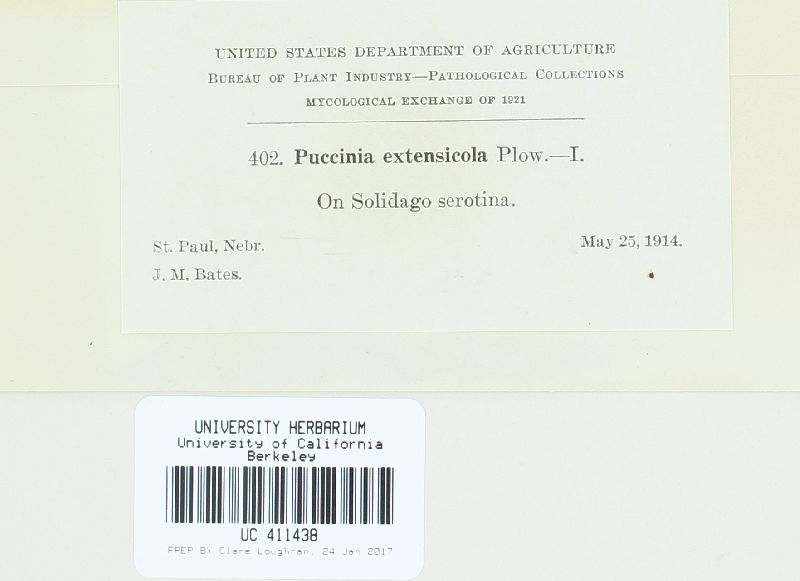 UNITED STATES DEPARTMENT OF AGRICULTURE
BUREAU OF PLANT INDUSTRY—PATHOLOGICAL COLLECTIONS
MYCOLOGICAL EXCHANGE OF 1921
402. Puccinia extensicola Plow.—I.
On Solidago serotina.
St. Paul, Nebr.
May 25, 1914.
J. M. Bates.
UNIVERSITY HERBARIUM
University of California
Berkeley
UC 411438
PREP BY Clare Loughran, 24 Jan 2017